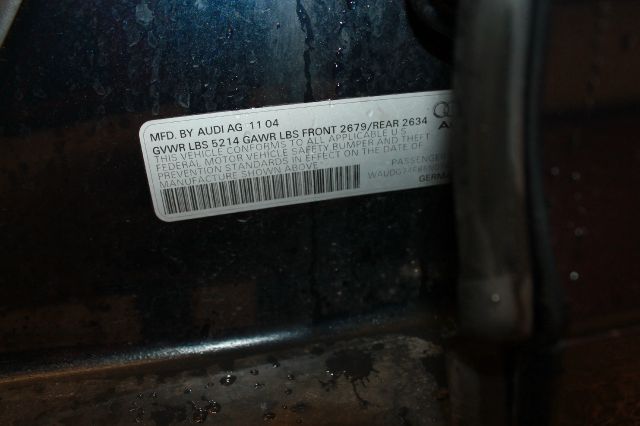 MFD. BY AUDI AG 11 04
GVWR LBS 5214 GAWR LBS FRONT 2679/REAR 2634
THIS VEHICLE CONFORMS TO ALL APPLICABLE U.S.
FEDERAL MOTOR VEHICLE SAFETY BUMPER AND THEFT
PREVENTION STANDARDS IN EFFECT ON THE DATE OF
MANUFACTURE SHOWN ABOVE
PASSENGER
GERMA